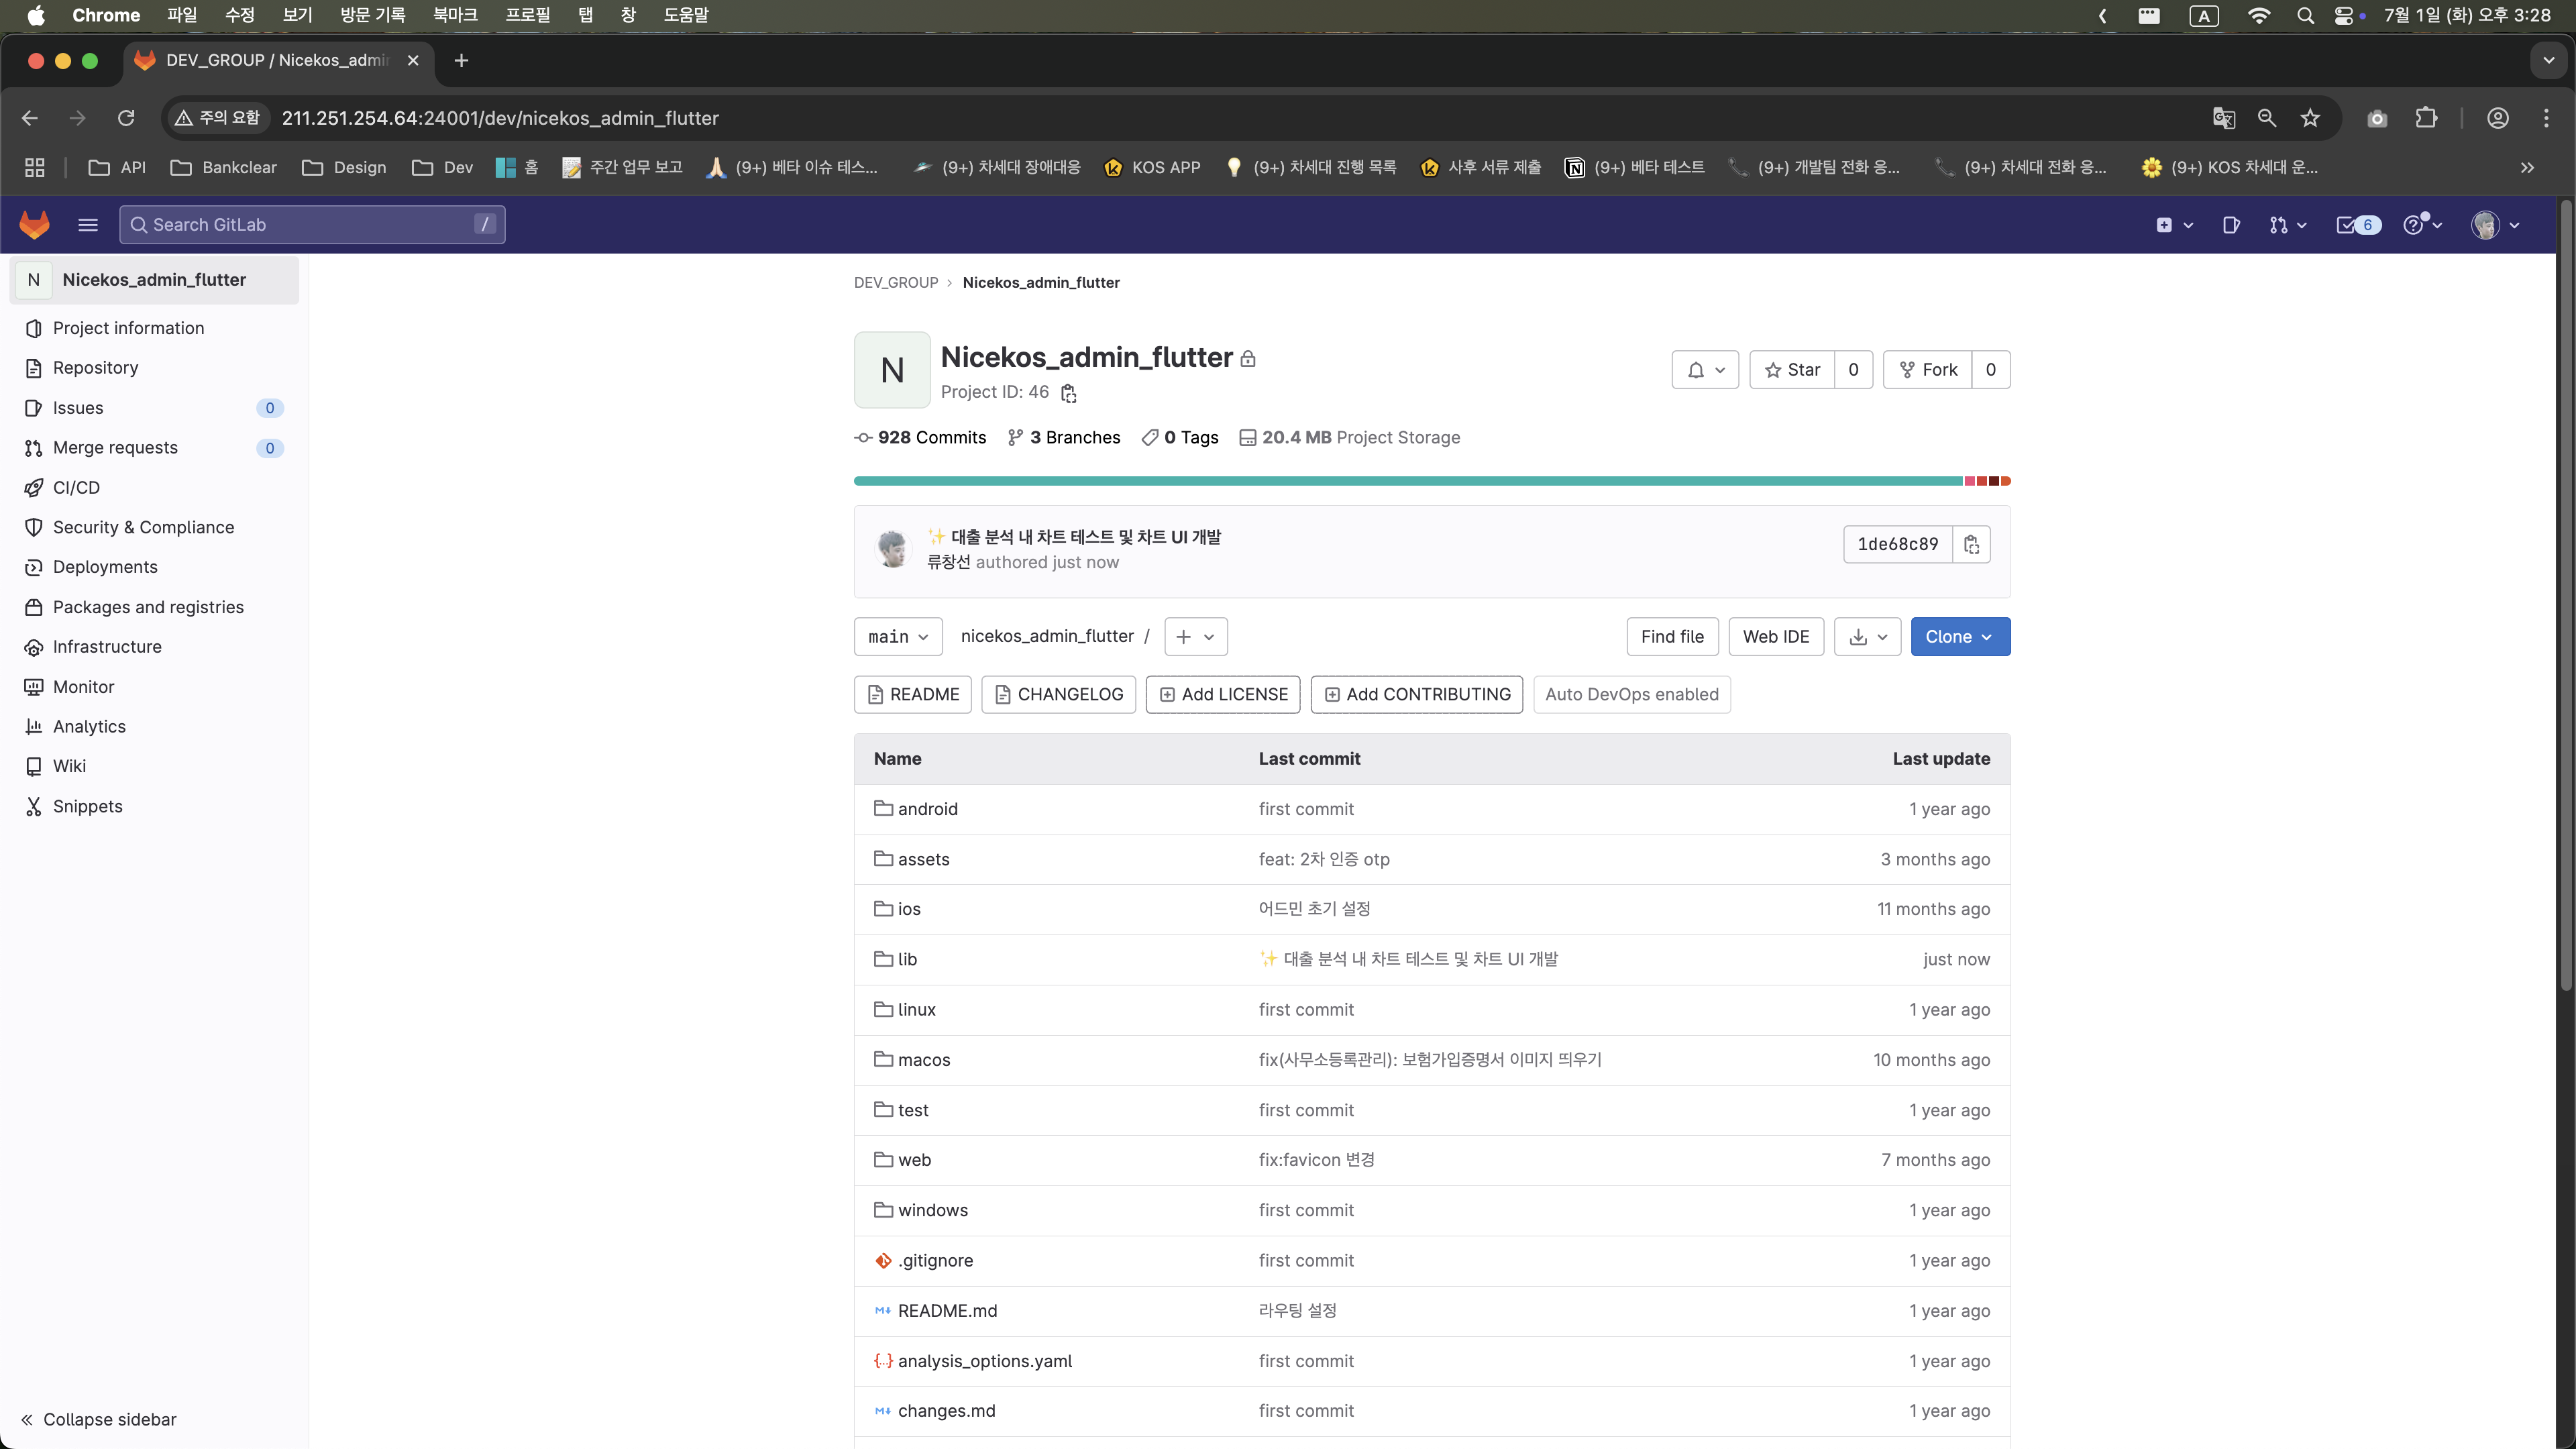 Chrome 파일 수정 보기 방문 기록 북마크 프로필 탭 창 도움말 A 7월 1일 (화) 오후 3:28
DEV_GROUP / Nicekos_admin
주의 요함 211.251.254.64:24001/dev/nicekos_admin_flutter
API Bankclear Design Dev 홈 주간 업무 보고 (9+) 베타 이슈 테스... (9+) 차세대 장애대응 KOS APP (9+) 차세대 진행 목록 사후 서류 제출 (9+) 베타 테스트 (9+) 개발팀 전화 응... (9+) 차세대 전화 응... (9+) KOS 차세대 운...
Search GitLab / 6
N Nicekos_admin_flutter
Project information
Repository
Issues 0
Merge requests 0
CI/CD
Security & Compliance
Deployments
Packages and registries
Infrastructure
Monitor
Analytics
Wiki
Snippets
Collapse sidebar
DEV_GROUP › Nicekos_admin_flutter
N Nicekos_admin_flutter
Project ID: 46
Star 0 Fork 0
928 Commits 3 Branches 0 Tags 20.4 MB Project Storage
✨ 대출 분석 내 차트 테스트 및 차트 UI 개발
류창선 authored just now
1de68c89
main nicekos_admin_flutter / + Find file Web IDE Clone
README CHANGELOG Add LICENSE Add CONTRIBUTING Auto DevOps enabled
Name Last commit Last update
android first commit 1 year ago
assets feat: 2차 인증 otp 3 months ago
ios 어드민 초기 설정 11 months ago
lib ✨ 대출 분석 내 차트 테스트 및 차트 UI 개발 just now
linux first commit 1 year ago
macos fix(사무소등록관리): 보험가입증명서 이미지 띄우기 10 months ago
test first commit 1 year ago
web fix:favicon 변경 7 months ago
windows first commit 1 year ago
.gitignore first commit 1 year ago
README.md 라우팅 설정 1 year ago
analysis_options.yaml first commit 1 year ago
changes.md first commit 1 year ago